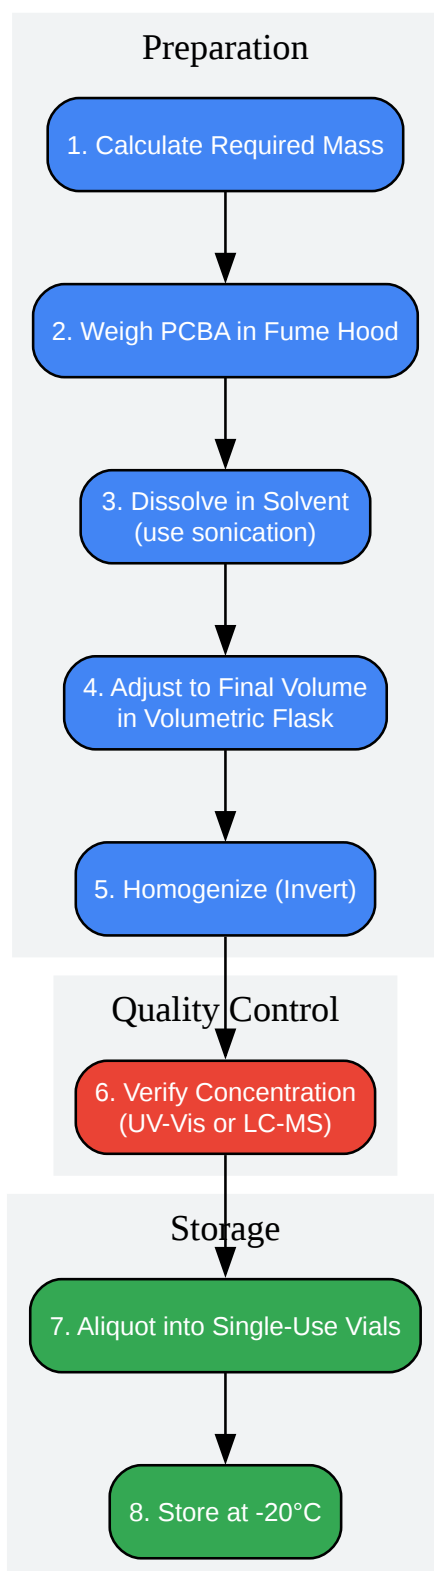 Preparation
1. Calculate Required Mass
2. Weigh PCBA in Fume Hood
3. Dissolve in Solvent
(use sonication)
4. Adjust to Final Volume
in Volumetric Flask
5. Homogenize (Invert)
Quality Control
6. Verify Concentration
(UV-Vis or LC-MS)
Storage
7. Aliquot into Single-Use Vials
8. Store at -20°C